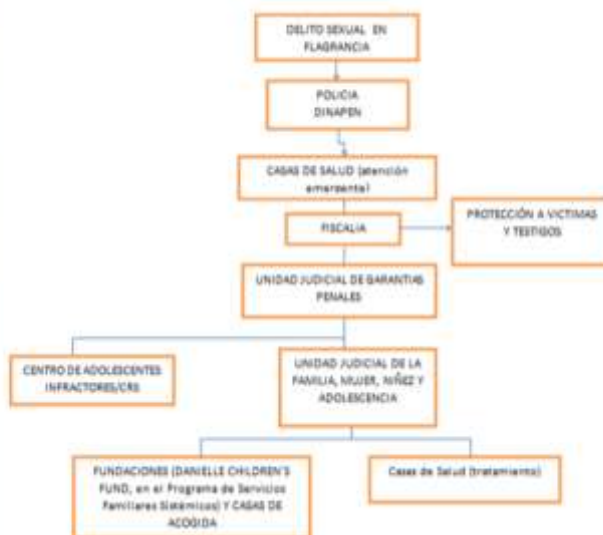 DELITO SEXUAL EN
FLAGRANCIA
POLICIA
DINAPEN
CASAS DE SALUD (atención
emergente)
FISCALIA
PROTECCIÓN A VICTIMAS
Y TESTIGOS
UNIDAD JUDICIAL DE GARANTIAS
PENALES
CENTRO DE ADOLESCENTES
INFRACTORES/CRS
UNIDAD JUDICIAL DE LA
FAMILIA, MUJER, NIÑEZ Y
ADOLESCENCIA
FUNDACIONES (DANIELLE CHILDREN'S
FUND, en el Programa de Servicios
Familiares Sistémicos) Y CASAS DE
ACOGIDA
Casas de Salud (tratamiento)